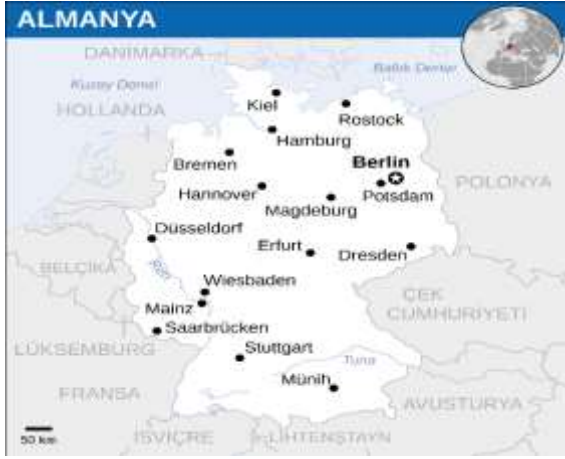 ALMANYA
DANİMARKA
Kuzey Denizi
Baltık Denizi
Kiel
HOLLANDA
Rostock
Hamburg
Bremen
Berlin
Hannover
Potsdam
POLONYA
Magdeburg
Düsseldorf
Erfurt
Dresden
BELÇİKA
Ren
Wiesbaden
ÇEK
CUMHURİYETİ
Mainz
Saarbrücken
LÜKSEMBURG
Stuttgart
Tuna
Münih
FRANSA
AVUSTURYA
50 km
İSVİÇRE
LİHTENŞTAYN